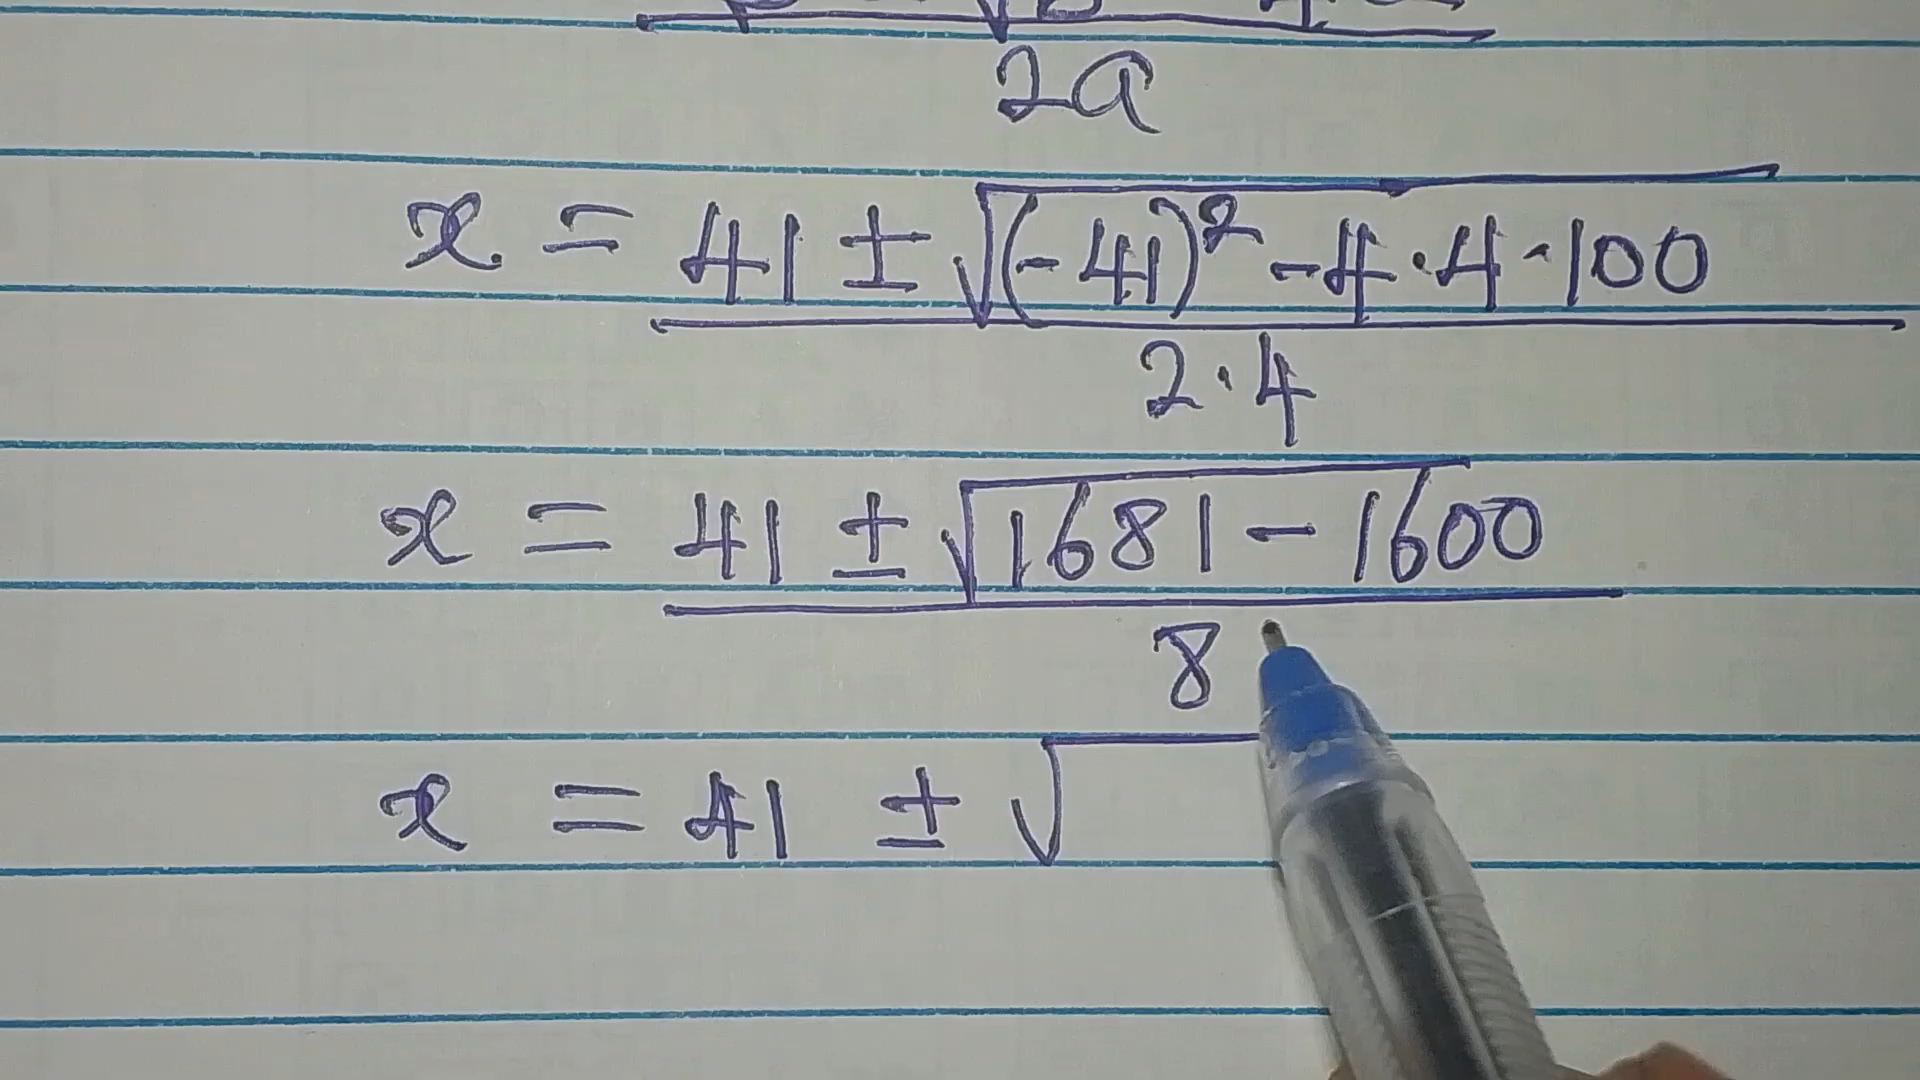 2a
x = 41 ± √(-41)² - 4 · 4 · 100
2 · 4
x = 41 ± √1681 - 1600
8
x = 41 ± √